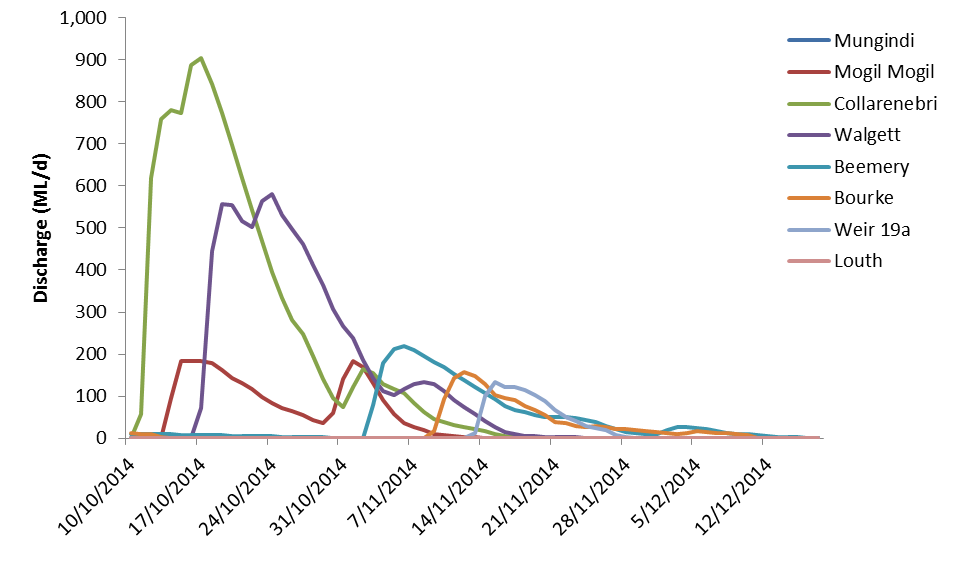 1,000
900
800
700
600
500
400
300
200
100
0
Discharge (ML/d)
10/10/2014
17/10/2014
24/10/2014
31/10/2014
7/11/2014
14/11/2014
21/11/2014
28/11/2014
5/12/2014
12/12/2014
Mungindi
Mogil Mogil
Collarenebri
Walgett
Beemery
Bourke
Weir 19a
Louth